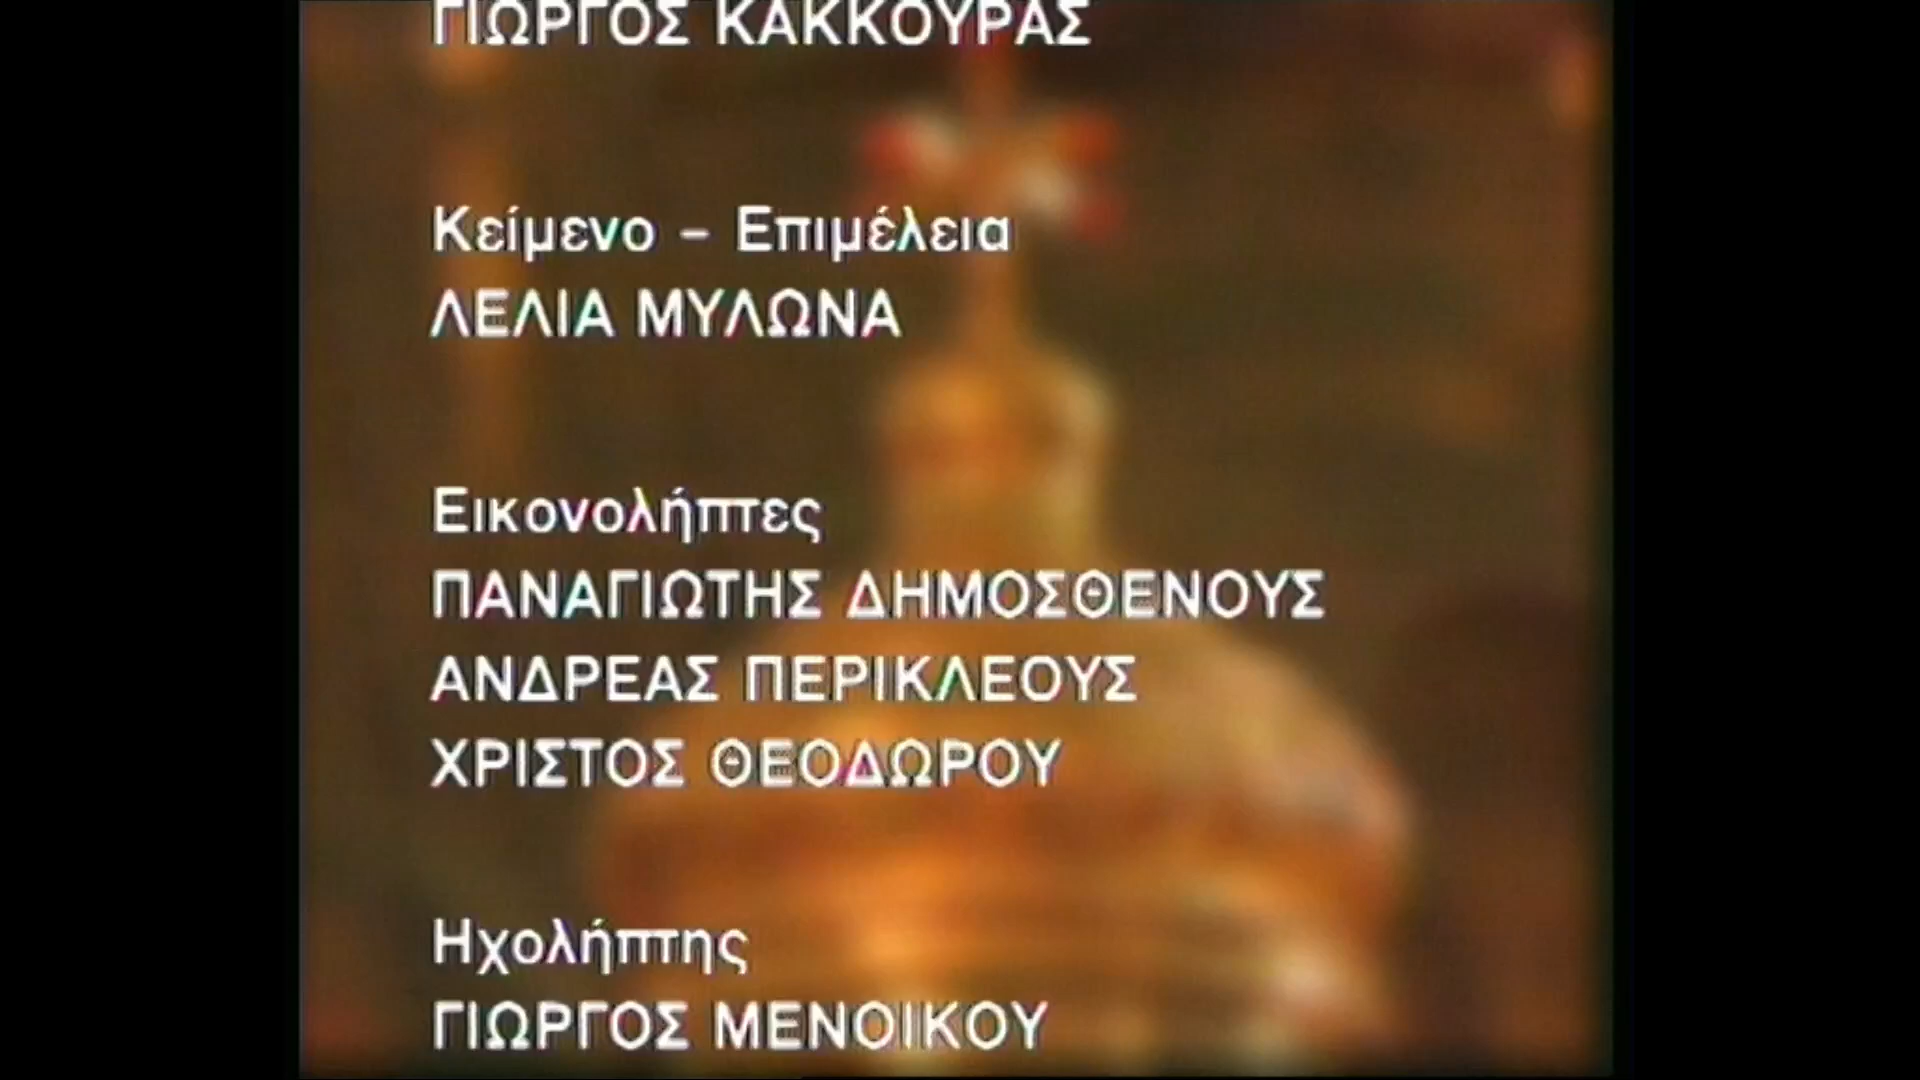 ΓΙΩΡΓΟΣ ΚΑΚΚΟΥΡΑΣ
Κείμενο - Επιμέλεια
ΛΕΛΙΑ ΜΥΛΩΝΑ
Εικονολήπτες
ΠΑΝΑΓΙΩΤΗΣ ΔΗΜΟΣΘΕΝΟΥΣ
ΑΝΔΡΕΑΣ ΠΕΡΙΚΛΕΟΥΣ
ΧΡΙΣΤΟΣ ΘΕΟΔΩΡΟΥ
Ηχολήπτης
ΓΙΩΡΓΟΣ ΜΕΝΟΙΚΟΥ